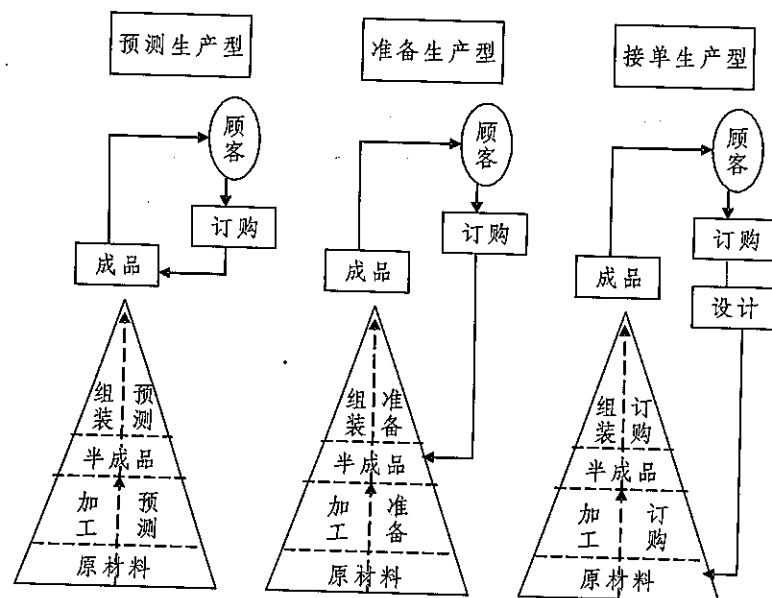 预测生产型
顾客
订购
成品
组装
预测
半成品
加工
预测
原材料
准备生产型
顾客
订购
成品
组装
准备
半成品
加工
准备
原材料
接单生产型
顾客
订购
设计
成品
组装
订购
半成品
加工
订购
原材料